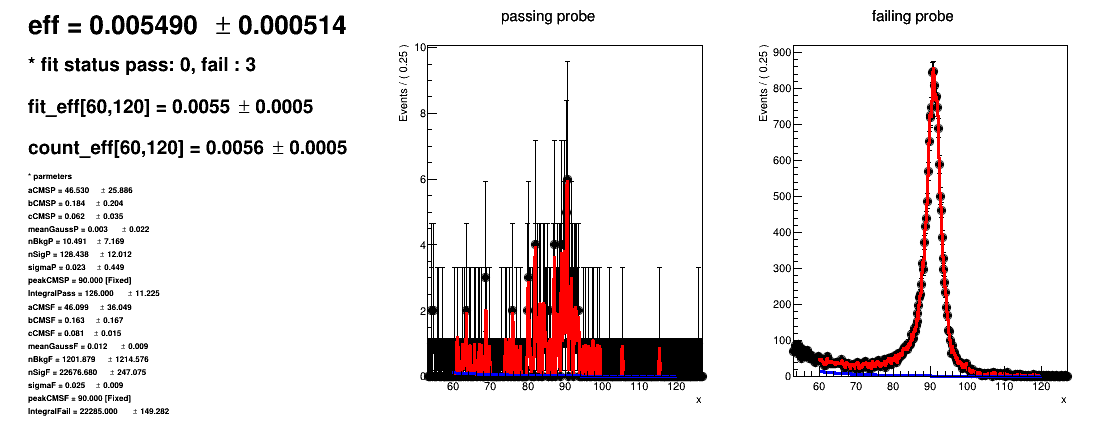 eff = 0.005490 ± 0.000514
* fit status pass: 0, fail : 3
fit_eff[60,120] = 0.0055 ± 0.0005
count_eff[60,120] = 0.0056 ± 0.0005
* parmeters
aCMSP = 46.530 ± 25.886
bCMSP = 0.184 ± 0.204
cCMSP = 0.062 ± 0.035
meanGaussP = 0.003 ± 0.022
nBkgP = 10.491 ± 7.169
nSigP = 128.438 ± 12.012
sigmaP = 0.023 ± 0.449
peakCMSP = 90.000 [Fixed]
IntegralPass = 126.000 ± 11.225
aCMSF = 46.099 ± 36.049
bCMSF = 0.163 ± 0.167
cCMSF = 0.081 ± 0.015
meanGaussF = 0.012 ± 0.009
nBkgF = 1201.879 ± 1214.576
nSigF = 22676.680 ± 247.075
sigmaF = 0.025 ± 0.009
peakCMSF = 90.000 [Fixed]
IntegralFail = 22285.000 ± 149.282
passing probe
Events / ( 0.25 )
10
8
6
4
2
0
60 70 80 90 100 110 120
x
failing probe
Events / ( 0.25 )
900
800
700
600
500
400
300
200
100
0
60 70 80 90 100 110 120
x